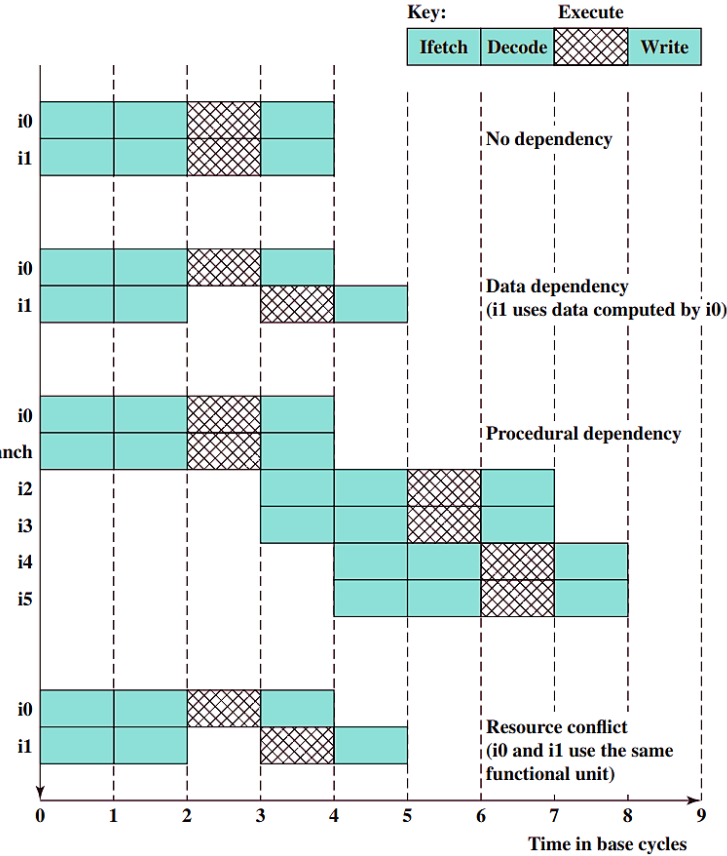 Key:
Execute
Ifetch Decode Write
i0
i1
No dependency
i0
i1
Data dependency
(i1 uses data computed by i0)
i0
anch
Procedural dependency
i2
i3
i4
i5
i0
i1
Resource conflict
(i0 and i1 use the same
functional unit)
0 1 2 3 4 5 6 7 8 9
Time in base cycles